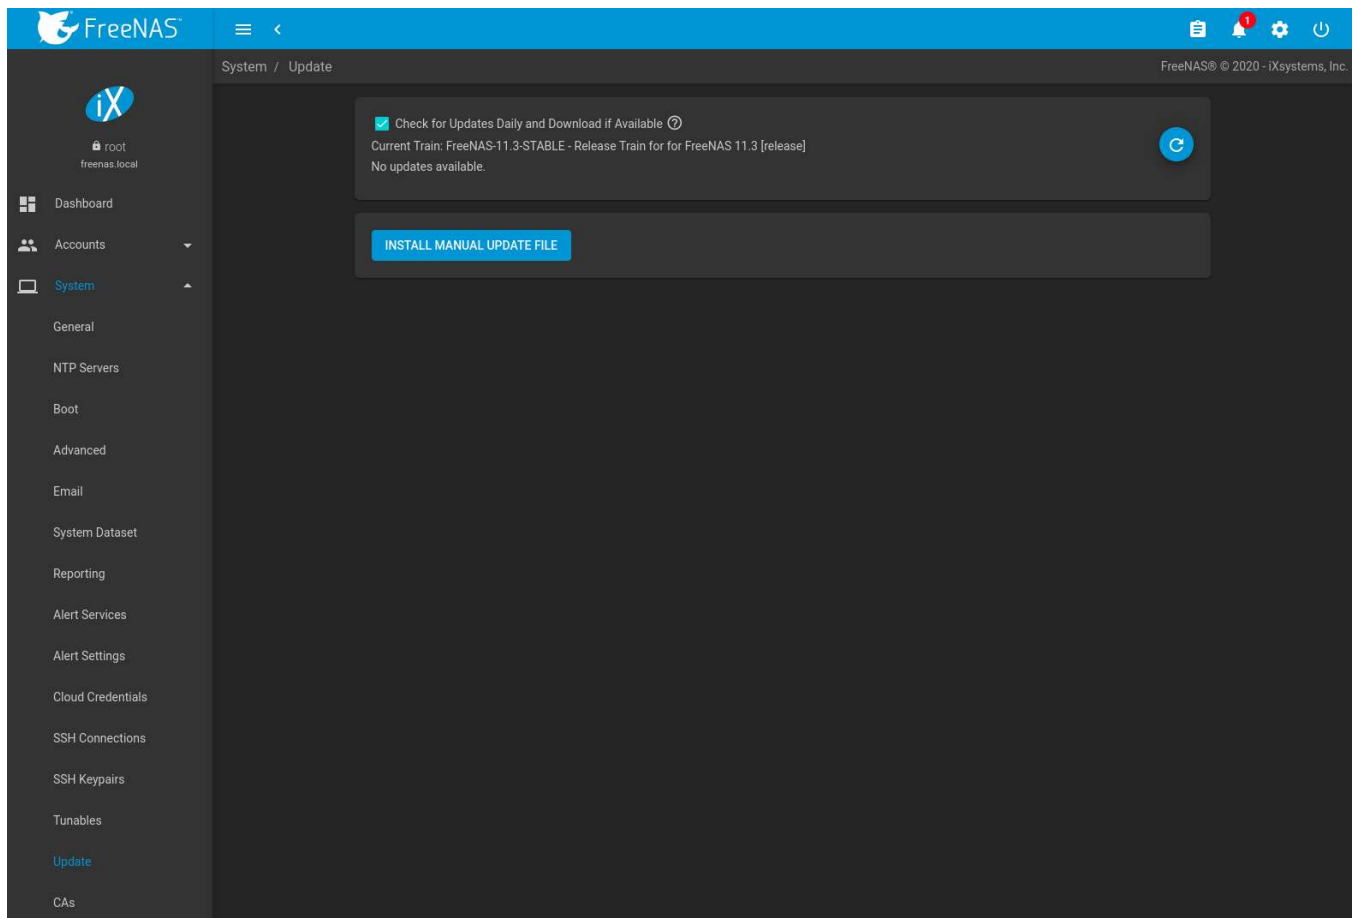 FreeNAS™
1
System / Update
FreeNAS® © 2020 - iXsystems, Inc.
iX
root
freenas.local
Dashboard
Accounts
System
General
NTP Servers
Boot
Advanced
Email
System Dataset
Reporting
Alert Services
Alert Settings
Cloud Credentials
SSH Connections
SSH Keypairs
Tunables
Update
CAs
Check for Updates Daily and Download if Available
Current Train: FreeNAS-11.3-STABLE - Release Train for for FreeNAS 11.3 [release]
No updates available.
INSTALL MANUAL UPDATE FILE